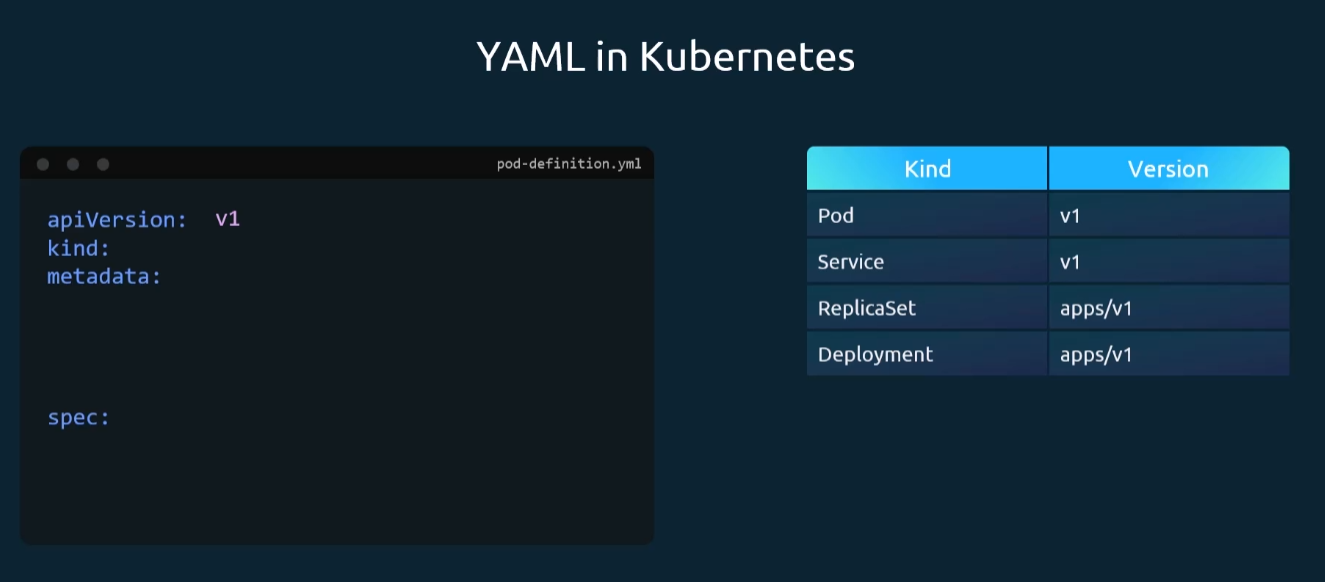 YAML in Kubernetes
pod-definition.yml
apiVersion: v1
kind:
metadata:
spec:
Kind Version
Pod v1
Service v1
ReplicaSet apps/v1
Deployment apps/v1